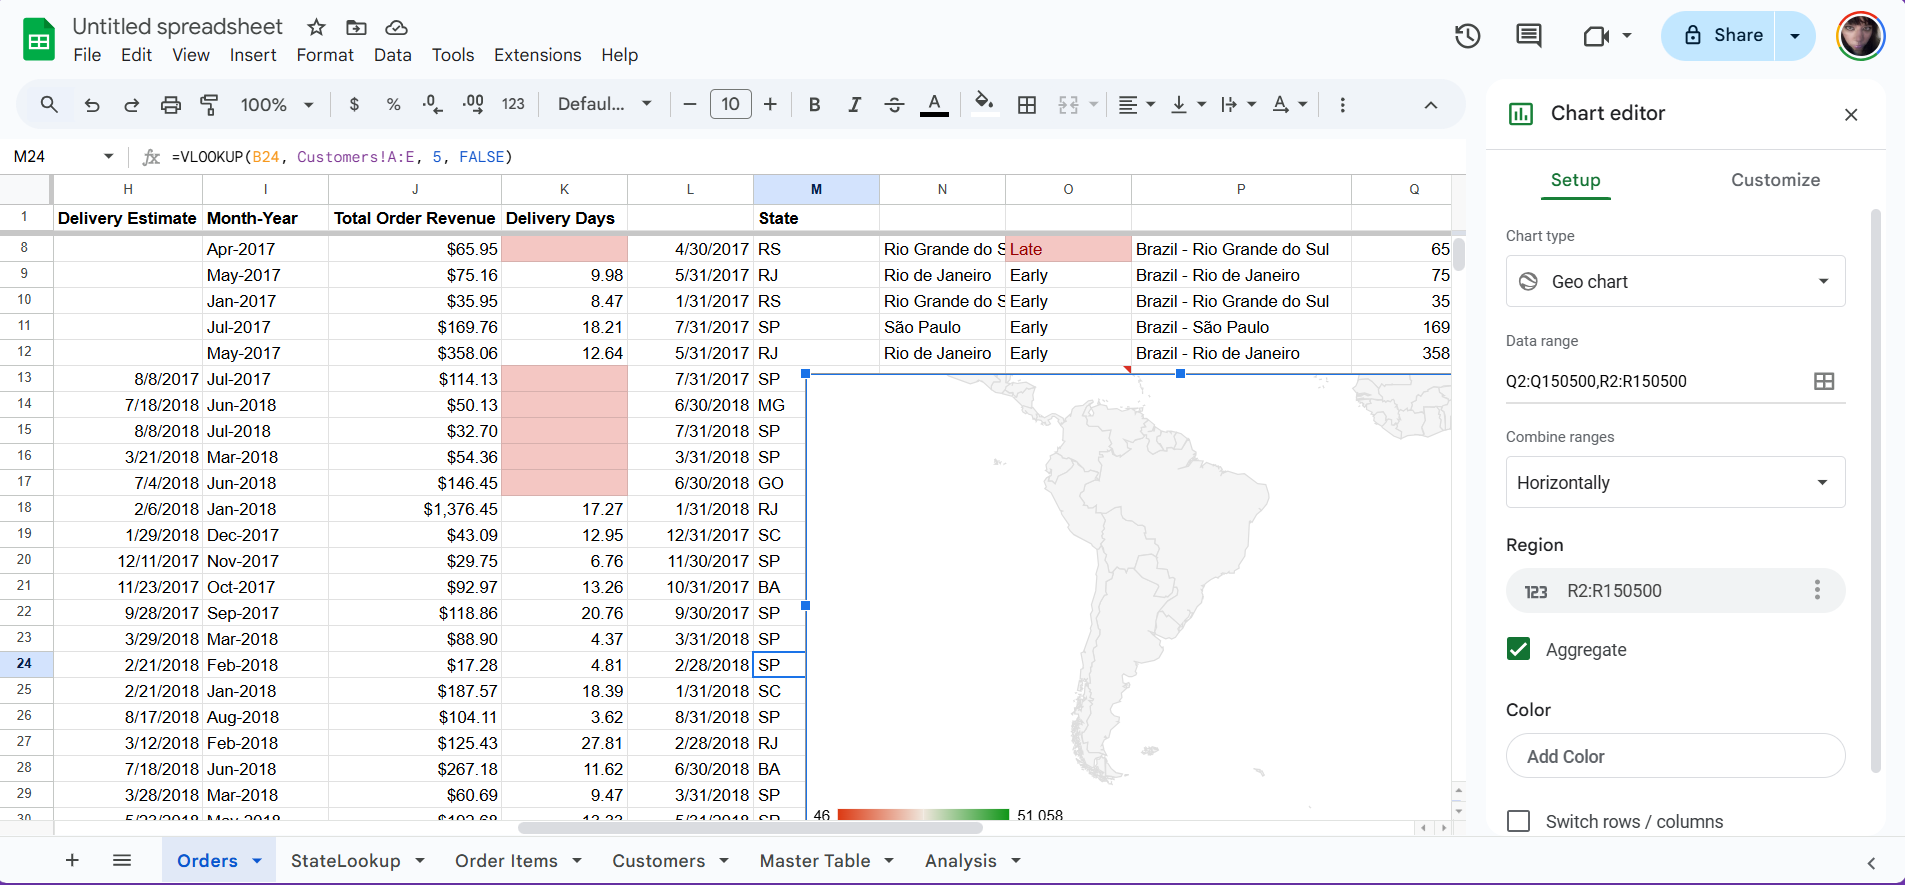 Untitled spreadsheet
File Edit View Insert Format Data Tools Extensions Help
Share
100% $ % .0 .00 123 Defaul... 10 B I A
M24 fx =VLOOKUP(B24, Customers!A:E, 5, FALSE)
H I J K L M N O P Q
1 Delivery Estimate Month-Year Total Order Revenue Delivery Days State
8 Apr-2017 $65.95 4/30/2017 RS Rio Grande do S Late Brazil - Rio Grande do Sul 65
9 May-2017 $75.16 9.98 5/31/2017 RJ Rio de Janeiro Early Brazil - Rio de Janeiro 75
10 Jan-2017 $35.95 8.47 1/31/2017 RS Rio Grande do S Early Brazil - Rio Grande do Sul 35
11 Jul-2017 $169.76 18.21 7/31/2017 SP São Paulo Early Brazil - São Paulo 169
12 May-2017 $358.06 12.64 5/31/2017 RJ Rio de Janeiro Early Brazil - Rio de Janeiro 358
13 8/8/2017 Jul-2017 $114.13 7/31/2017 SP
14 7/18/2018 Jun-2018 $50.13 6/30/2018 MG
15 8/8/2018 Jul-2018 $32.70 7/31/2018 SP
16 3/21/2018 Mar-2018 $54.36 3/31/2018 SP
17 7/4/2018 Jun-2018 $146.45 6/30/2018 GO
18 2/6/2018 Jan-2018 $1,376.45 17.27 1/31/2018 RJ
19 1/29/2018 Dec-2017 $43.09 12.95 12/31/2017 SC
20 12/11/2017 Nov-2017 $29.75 6.76 11/30/2017 SP
21 11/23/2017 Oct-2017 $92.97 13.26 10/31/2017 BA
22 9/28/2017 Sep-2017 $118.86 20.76 9/30/2017 SP
23 3/29/2018 Mar-2018 $88.90 4.37 3/31/2018 SP
24 2/21/2018 Feb-2018 $17.28 4.81 2/28/2018 SP
25 2/21/2018 Jan-2018 $187.57 18.39 1/31/2018 SC
26 8/17/2018 Aug-2018 $104.11 3.62 8/31/2018 SP
27 3/12/2018 Feb-2018 $125.43 27.81 2/28/2018 RJ
28 7/18/2018 Jun-2018 $267.18 11.62 6/30/2018 BA
29 3/28/2018 Mar-2018 $60.69 9.47 3/31/2018 SP
30
46 51,058
Chart editor
Setup Customize
Chart type
Geo chart
Data range
Q2:Q150500,R2:R150500
Combine ranges
Horizontally
Region
123 R2:R150500
Aggregate
Color
Add Color
Switch rows / columns
Orders StateLookup Order Items Customers Master Table Analysis